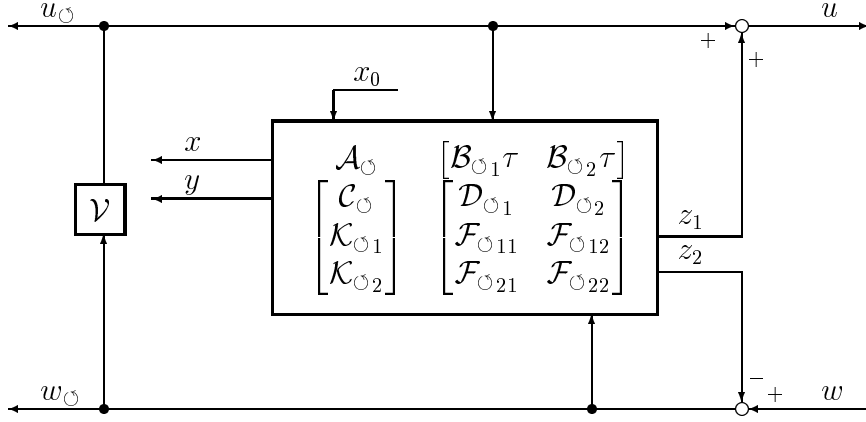 u↺ u
+ +
x₀
x 𝒜↺ [ℬ↺₁τ ℬ↺₂τ]
y [𝒞↺] [𝒟↺₁ 𝒟↺₂]
𝒱 [𝒦↺₁] [ℱ↺₁₁ ℱ↺₁₂] z₁
[𝒦↺₂] [ℱ↺₂₁ ℱ↺₂₂] z₂
− +
w↺ w